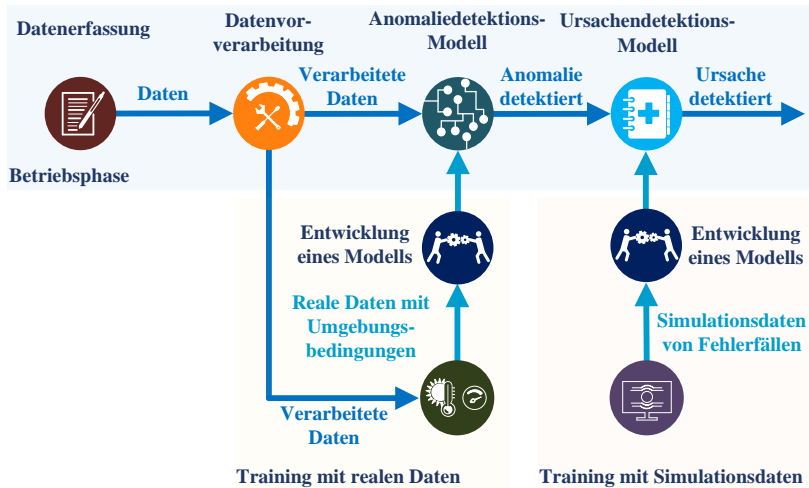 Datenerfassung
Datenvor-
verarbeitung
Anomaliedetektions-
Modell
Ursachendetektions-
Modell
Daten
Verarbeitete
Daten
Anomalie
detektiert
Ursache
detektiert
Betriebsphase
Entwicklung
eines Modells
Entwicklung
eines Modells
Reale Daten mit
Umgebungs-
bedingungen
Simulationsdaten
von Fehlerfällen
Verarbeitete
Daten
Training mit realen Daten
Training mit Simulationsdaten